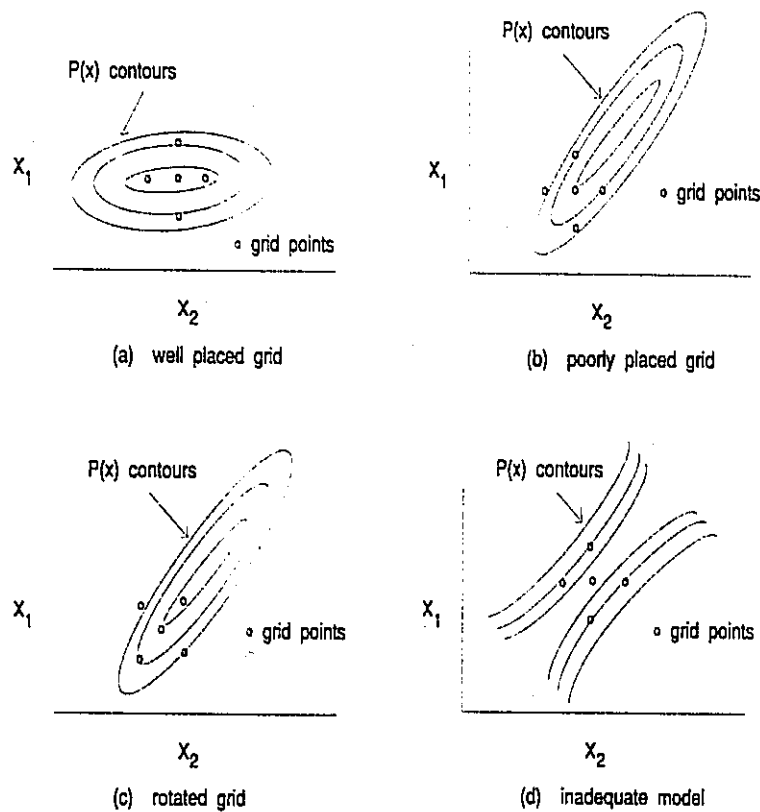 P(x) contours
X1
grid points
X2
(a) well placed grid
P(x) contours
X1
grid points
X2
(b) poorly placed grid
P(x) contours
X1
grid points
X2
(c) rotated grid
P(x) contours
X1
grid points
X2
(d) inadequate model